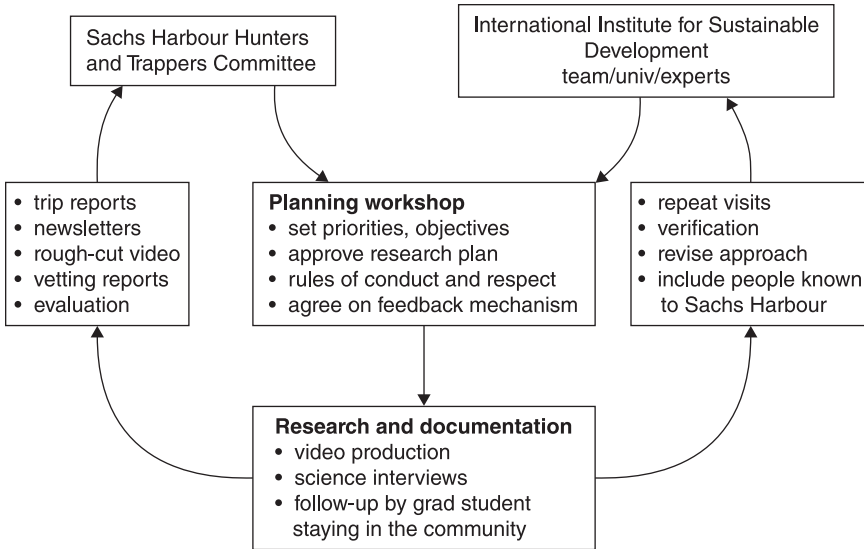 Sachs Harbour Hunters
and Trappers Committee
International Institute for Sustainable
Development
team/univ/experts
• trip reports
• newsletters
• rough-cut video
• vetting reports
• evaluation
Planning workshop
• set priorities, objectives
• approve research plan
• rules of conduct and respect
• agree on feedback mechanism
• repeat visits
• verification
• revise approach
• include people known
to Sachs Harbour
Research and documentation
• video production
• science interviews
• follow-up by grad student
staying in the community